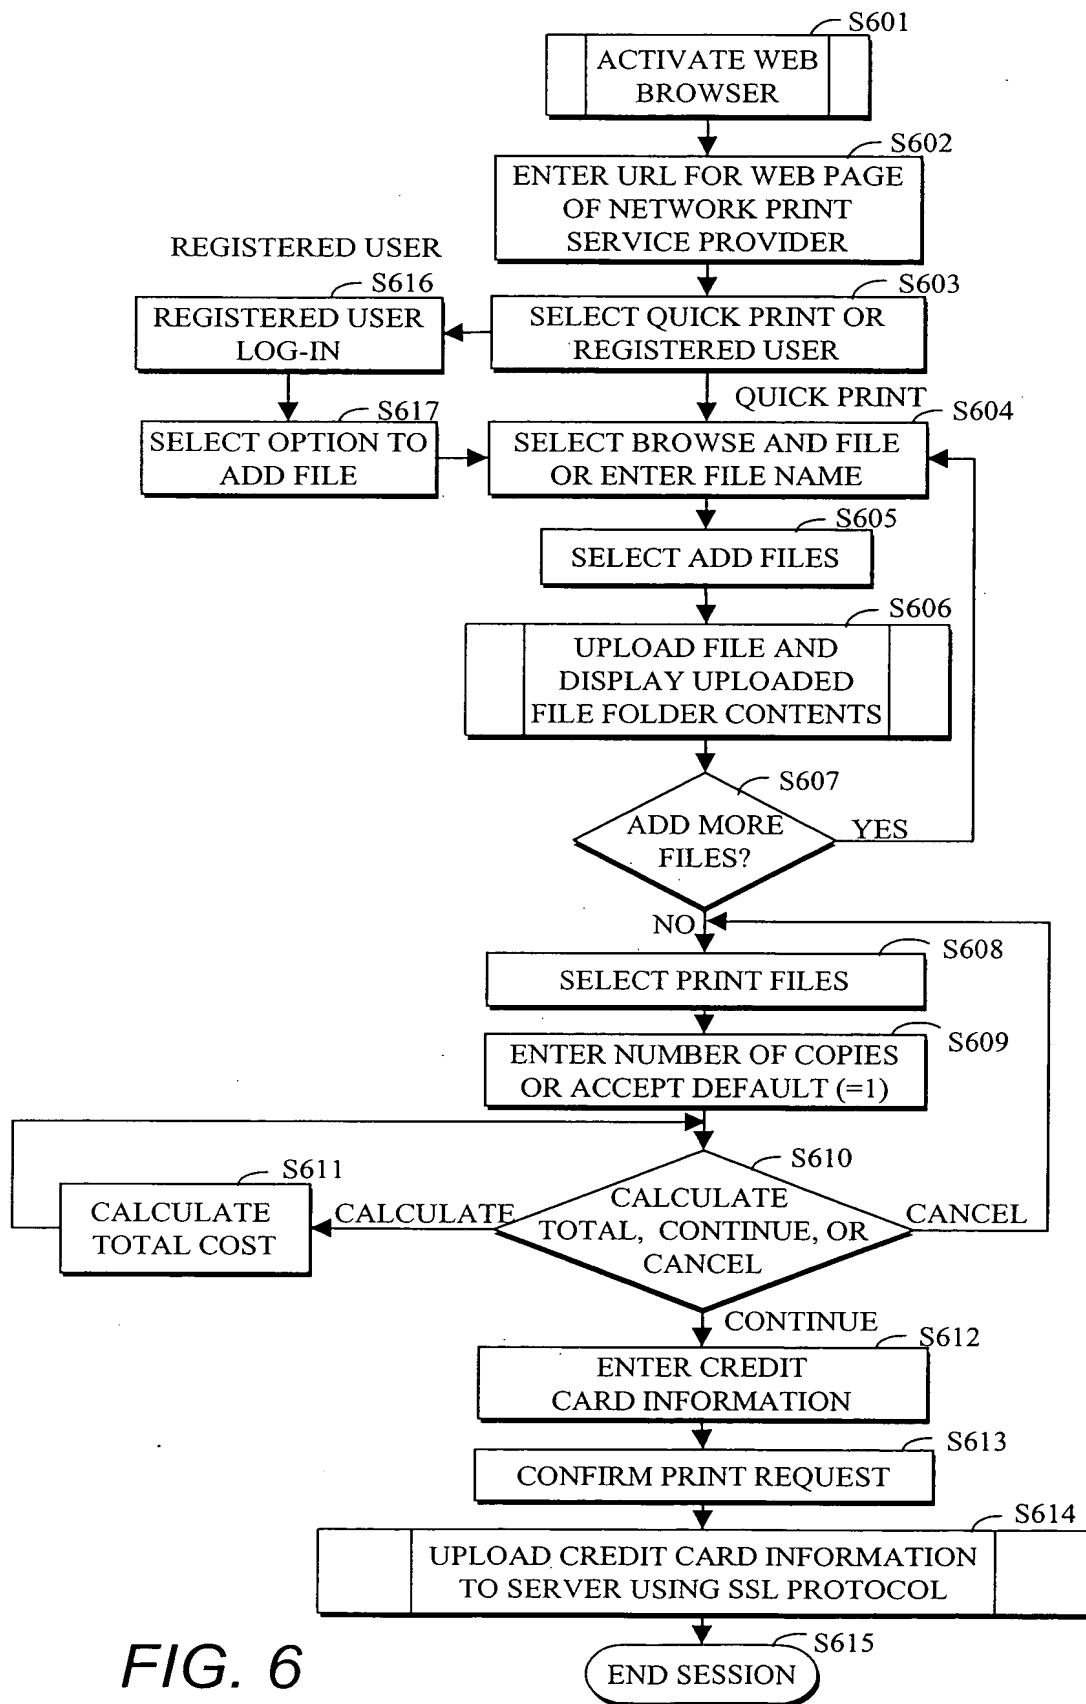 S601
ACTIVATE WEB
BROWSER
S602
ENTER URL FOR WEB PAGE
OF NETWORK PRINT
SERVICE PROVIDER
REGISTERED USER
S616
REGISTERED USER
LOG-IN
S603
SELECT QUICK PRINT OR
REGISTERED USER
QUICK PRINT
S617
SELECT OPTION TO
ADD FILE
S604
SELECT BROWSE AND FILE
OR ENTER FILE NAME
S605
SELECT ADD FILES
S606
UPLOAD FILE AND
DISPLAY UPLOADED
FILE FOLDER CONTENTS
S607
ADD MORE
FILES?
YES
NO
S608
SELECT PRINT FILES
S609
ENTER NUMBER OF COPIES
OR ACCEPT DEFAULT (=1)
S611
CALCULATE
TOTAL COST
CALCULATE
S610
CALCULATE
TOTAL, CONTINUE, OR
CANCEL
CANCEL
CONTINUE
S612
ENTER CREDIT
CARD INFORMATION
S613
CONFIRM PRINT REQUEST
S614
UPLOAD CREDIT CARD INFORMATION
TO SERVER USING SSL PROTOCOL
S615
END SESSION
FIG. 6